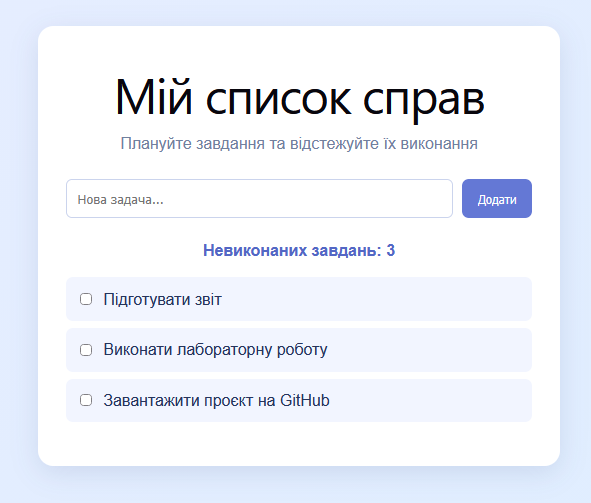 Мій список справ
Плануйте завдання та відстежуйте їх виконання
Нова задача...
Додати
Невиконаних завдань: 3
Підготувати звіт
Виконати лабораторну роботу
Завантажити проєкт на GitHub